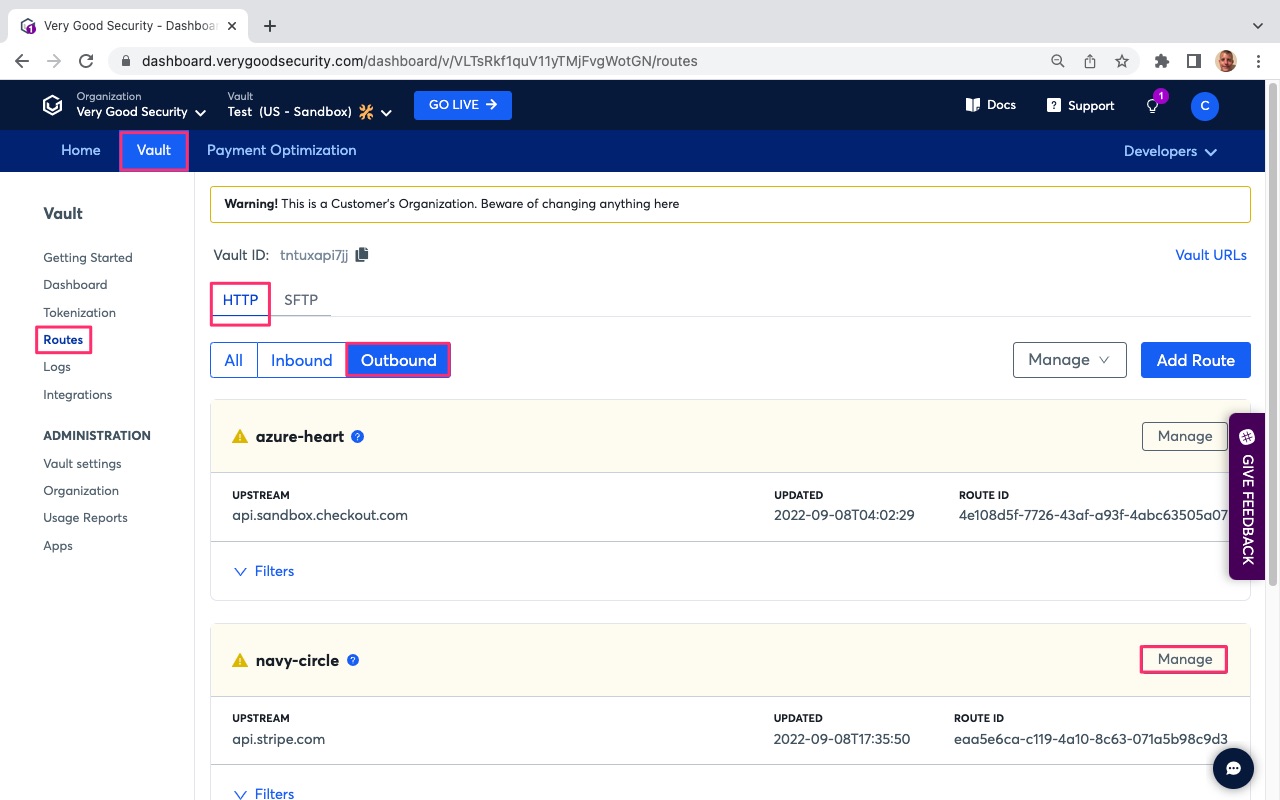 Very Good Security - Dashboa
dashboard.verygoodsecurity.com/dashboard/v/VLTsRkf1quV11yTMjFvgWotGN/routes
Organization
Very Good Security
Vault
Test (US - Sandbox)
GO LIVE
Docs
Support
1
C
Home
Vault
Payment Optimization
Developers
Vault
Getting Started
Dashboard
Tokenization
Routes
Logs
Integrations
ADMINISTRATION
Vault settings
Organization
Usage Reports
Apps
Warning! This is a Customer's Organization. Beware of changing anything here
Vault ID: tntuxapi7jj
Vault URLs
HTTP
SFTP
All
Inbound
Outbound
Manage
Add Route
azure-heart
Manage
UPSTREAM
api.sandbox.checkout.com
UPDATED
2022-09-08T04:02:29
ROUTE ID
4e108d5f-7726-43af-a93f-4abc63505a07
Filters
navy-circle
Manage
UPSTREAM
api.stripe.com
UPDATED
2022-09-08T17:35:50
ROUTE ID
eaa5e6ca-c119-4a10-8c63-071a5b98c9d3
Filters
GIVE FEEDBACK